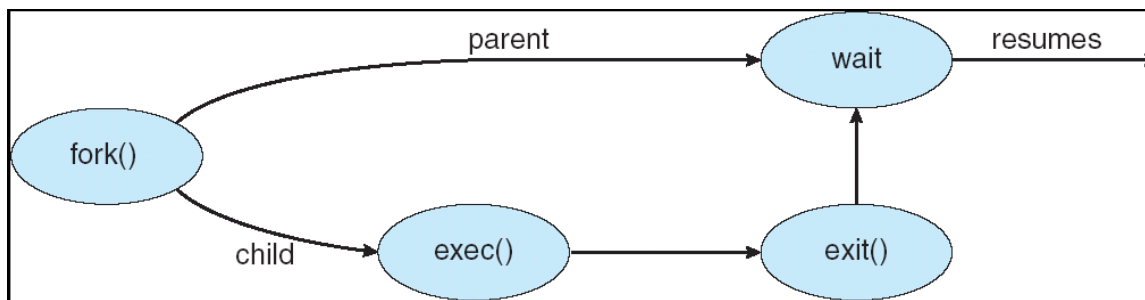 parent
wait
resumes
fork()
child
exec()
exit()